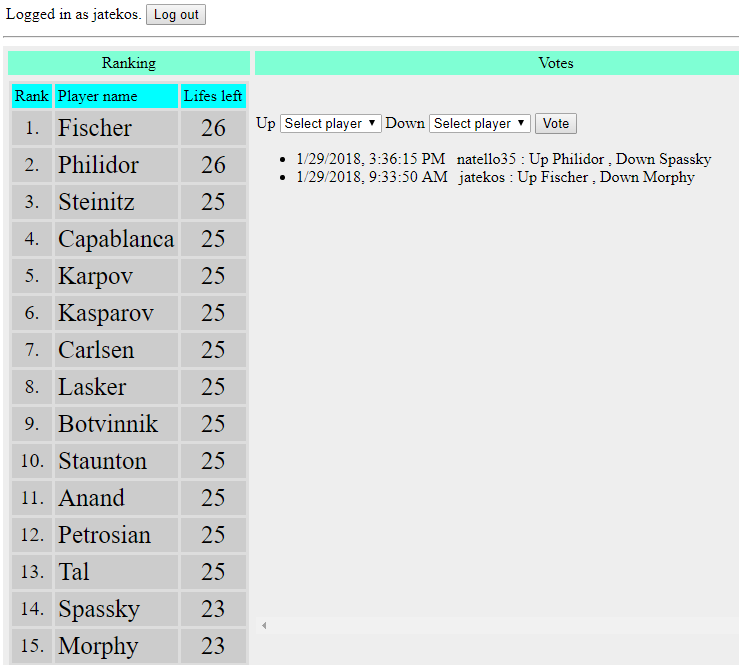 Logged in as jatekos. Log out
Ranking
Rank Player name Lifes left
1. Fischer 26
2. Philidor 26
3. Steinitz 25
4. Capablanca 25
5. Karpov 25
6. Kasparov 25
7. Carlsen 25
8. Lasker 25
9. Botvinnik 25
10. Staunton 25
11. Anand 25
12. Petrosian 25
13. Tal 25
14. Spassky 23
15. Morphy 23
Votes
Up Select player Down Select player Vote
1/29/2018, 3:36:15 PM natello35 : Up Philidor , Down Spassky
1/29/2018, 9:33:50 AM jatekos : Up Fischer , Down Morphy